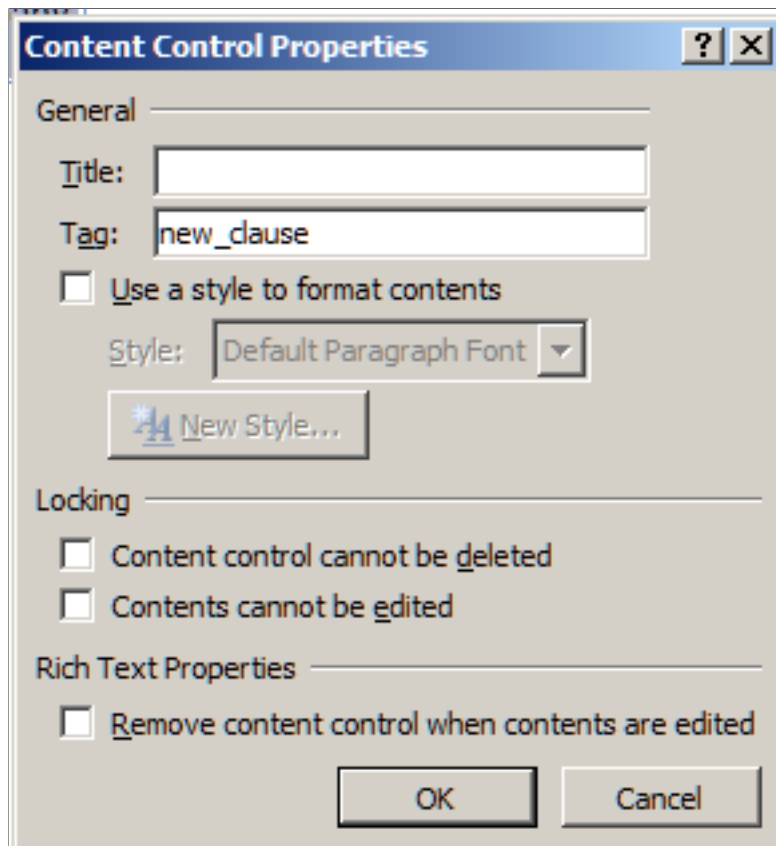 Content Control Properties
General
Title:
Tag: new_clause
Use a style to format contents
Style: Default Paragraph Font
New Style...
Locking
Content control cannot be deleted
Contents cannot be edited
Rich Text Properties
Remove content control when contents are edited
OK Cancel